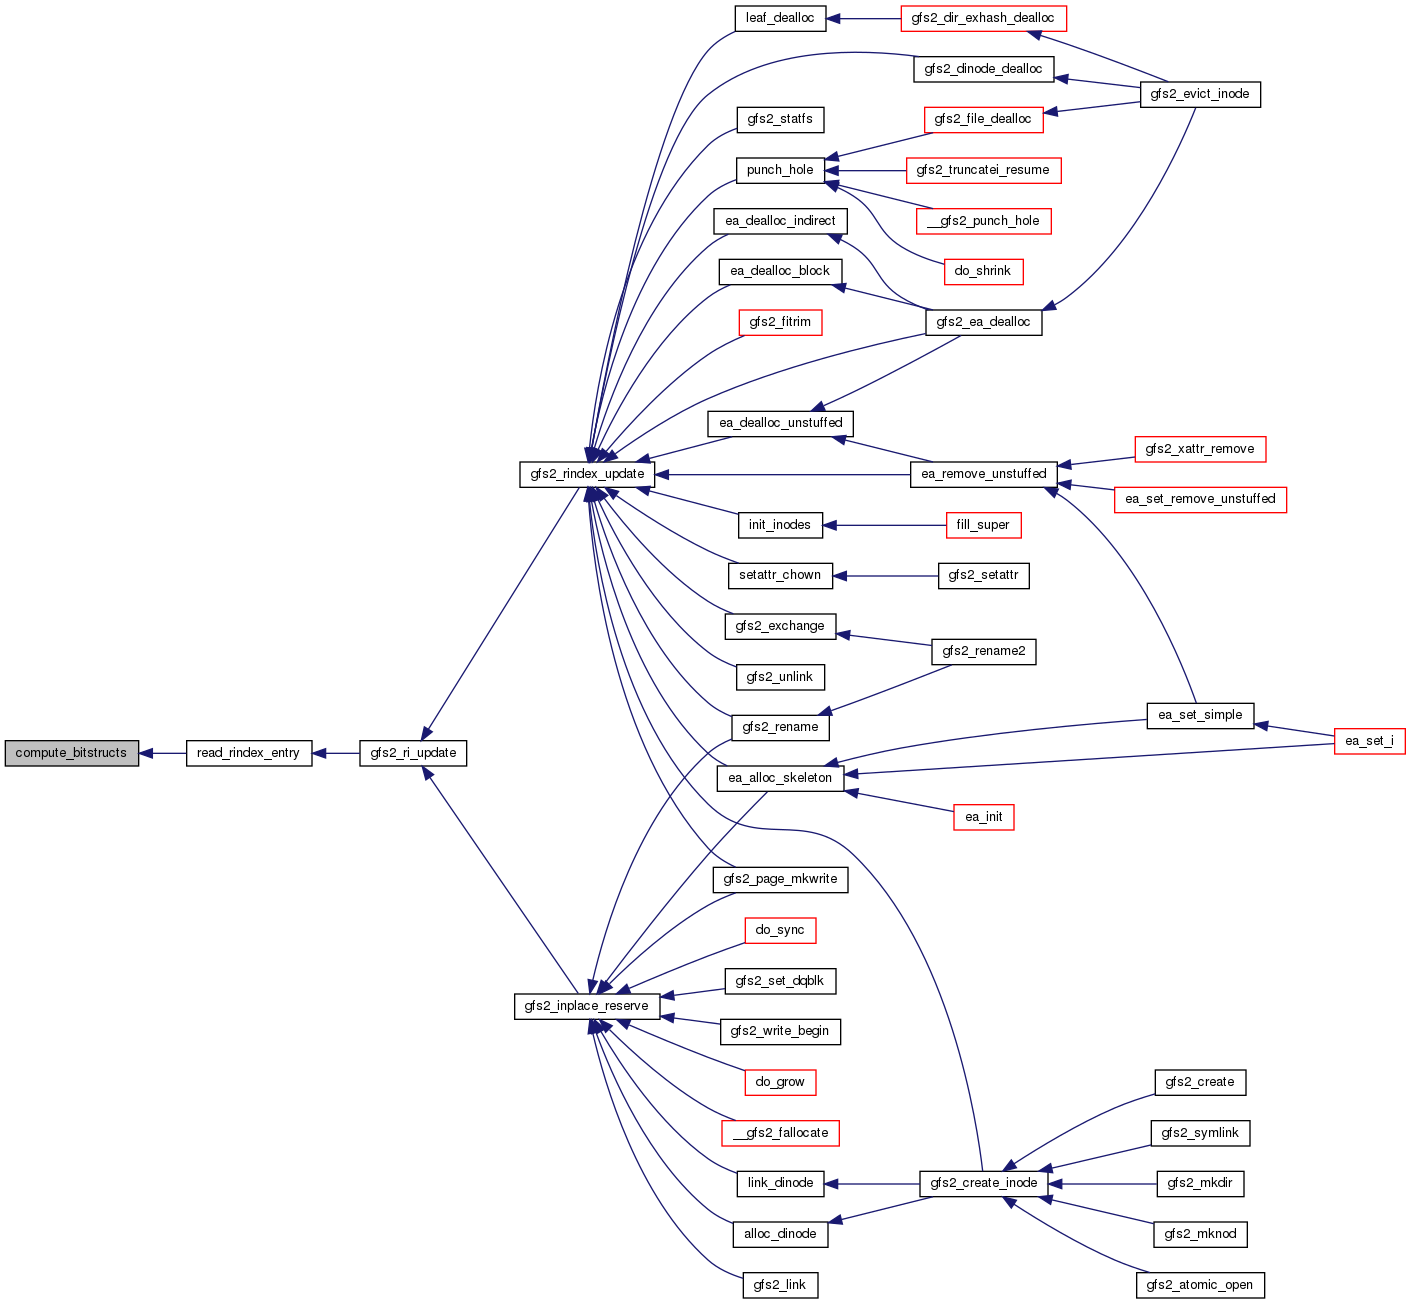 leaf_dealloc
gfs2_dir_exhash_dealloc
gfs2_dinode_dealloc
gfs2_evict_inode
gfs2_statfs
gfs2_file_dealloc
punch_hole
gfs2_truncatei_resume
ea_dealloc_indirect
__gfs2_punch_hole
ea_dealloc_block
do_shrink
gfs2_fitrim
gfs2_ea_dealloc
ea_dealloc_unstuffed
gfs2_xattr_remove
gfs2_rindex_update
ea_remove_unstuffed
ea_set_remove_unstuffed
init_inodes
fill_super
setattr_chown
gfs2_setattr
gfs2_exchange
gfs2_rename2
gfs2_unlink
ea_set_simple
gfs2_rename
ea_set_i
compute_bitstructs
read_rindex_entry
gfs2_ri_update
ea_alloc_skeleton
ea_init
gfs2_page_mkwrite
do_sync
gfs2_set_dqblk
gfs2_inplace_reserve
gfs2_write_begin
do_grow
gfs2_create
__gfs2_fallocate
gfs2_symlink
link_dinode
gfs2_create_inode
gfs2_mkdir
alloc_dinode
gfs2_mknod
gfs2_link
gfs2_atomic_open